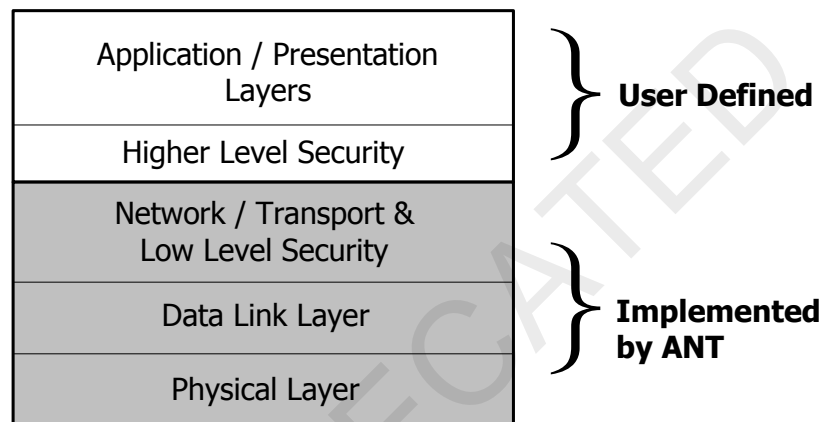 Application / Presentation
Layers
User Defined
Higher Level Security
Network / Transport &
Low Level Security
Data Link Layer
Implemented
by ANT
Physical Layer